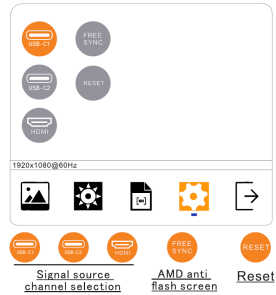 USB-C1
FREE
SYNC
USB-C2
RESET
HDMI
1920x1080@60Hz
USB-C1
USB-C2
HDMI
FREE
SYNC
RESET
Signal source
channel selection
AMD anti
flash screen
Reset